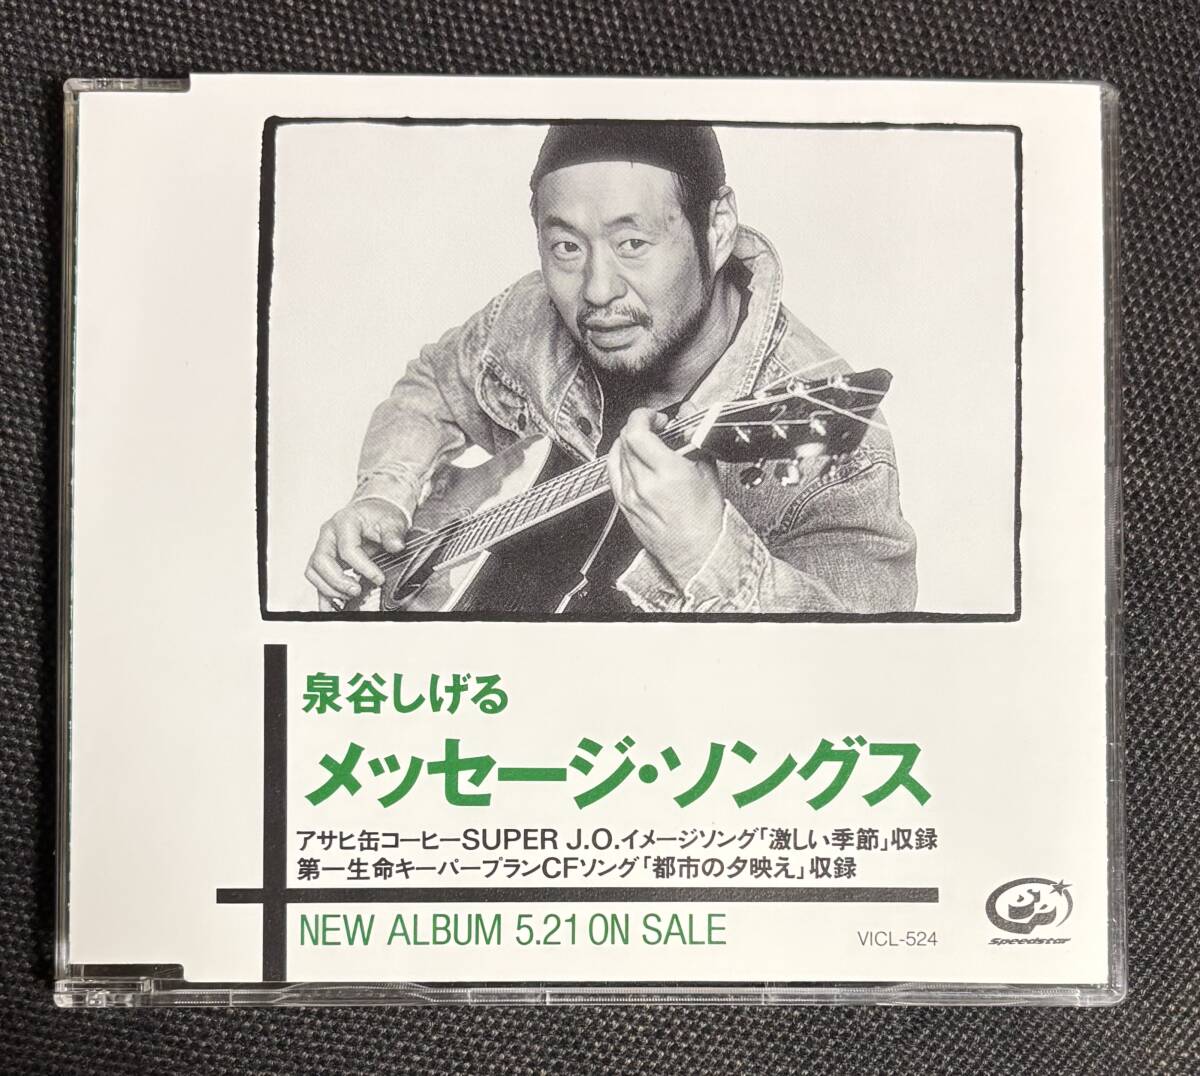 泉谷しげる
メッセージ・ソングス
アサヒ缶コーヒーSUPER J.O.イメージソング「激しい季節」収録
第一生命キーパープランCFソング「都市の夕映え」収録
NEW ALBUM 5.21 ON SALE
VICL-524
speedstar